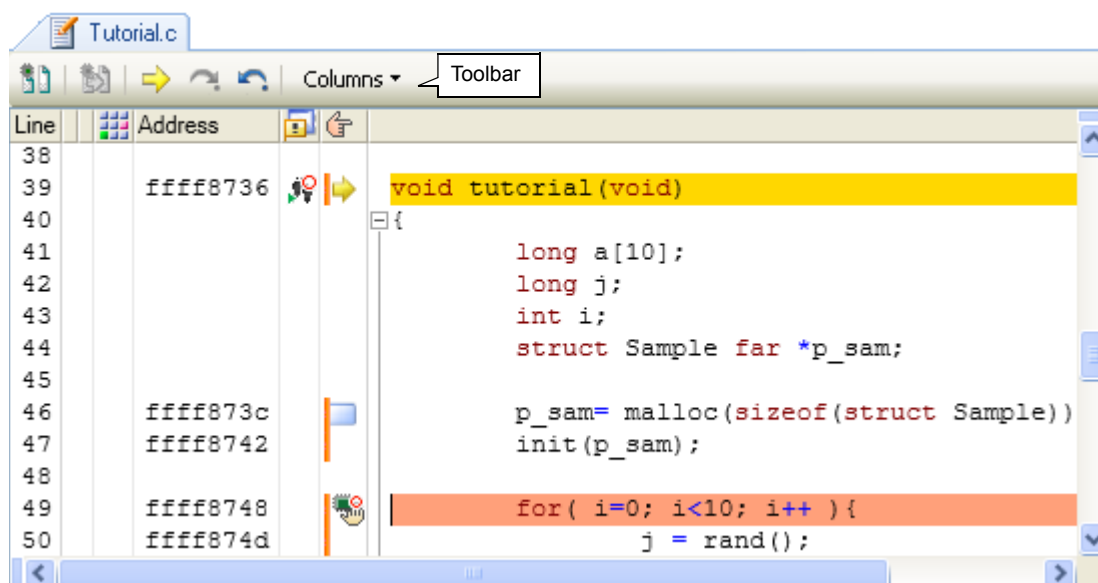 Tutorial.c
Columns
Toolbar
Line Address
38
39 ffff8736 void tutorial(void)
40 {
41 long a[10];
42 long j;
43 int i;
44 struct Sample far *p_sam;
45
46 ffff873c p_sam= malloc(sizeof(struct Sample))
47 ffff8742 init(p_sam);
48
49 ffff8748 for( i=0; i<10; i++ ){
50 ffff874d j = rand();